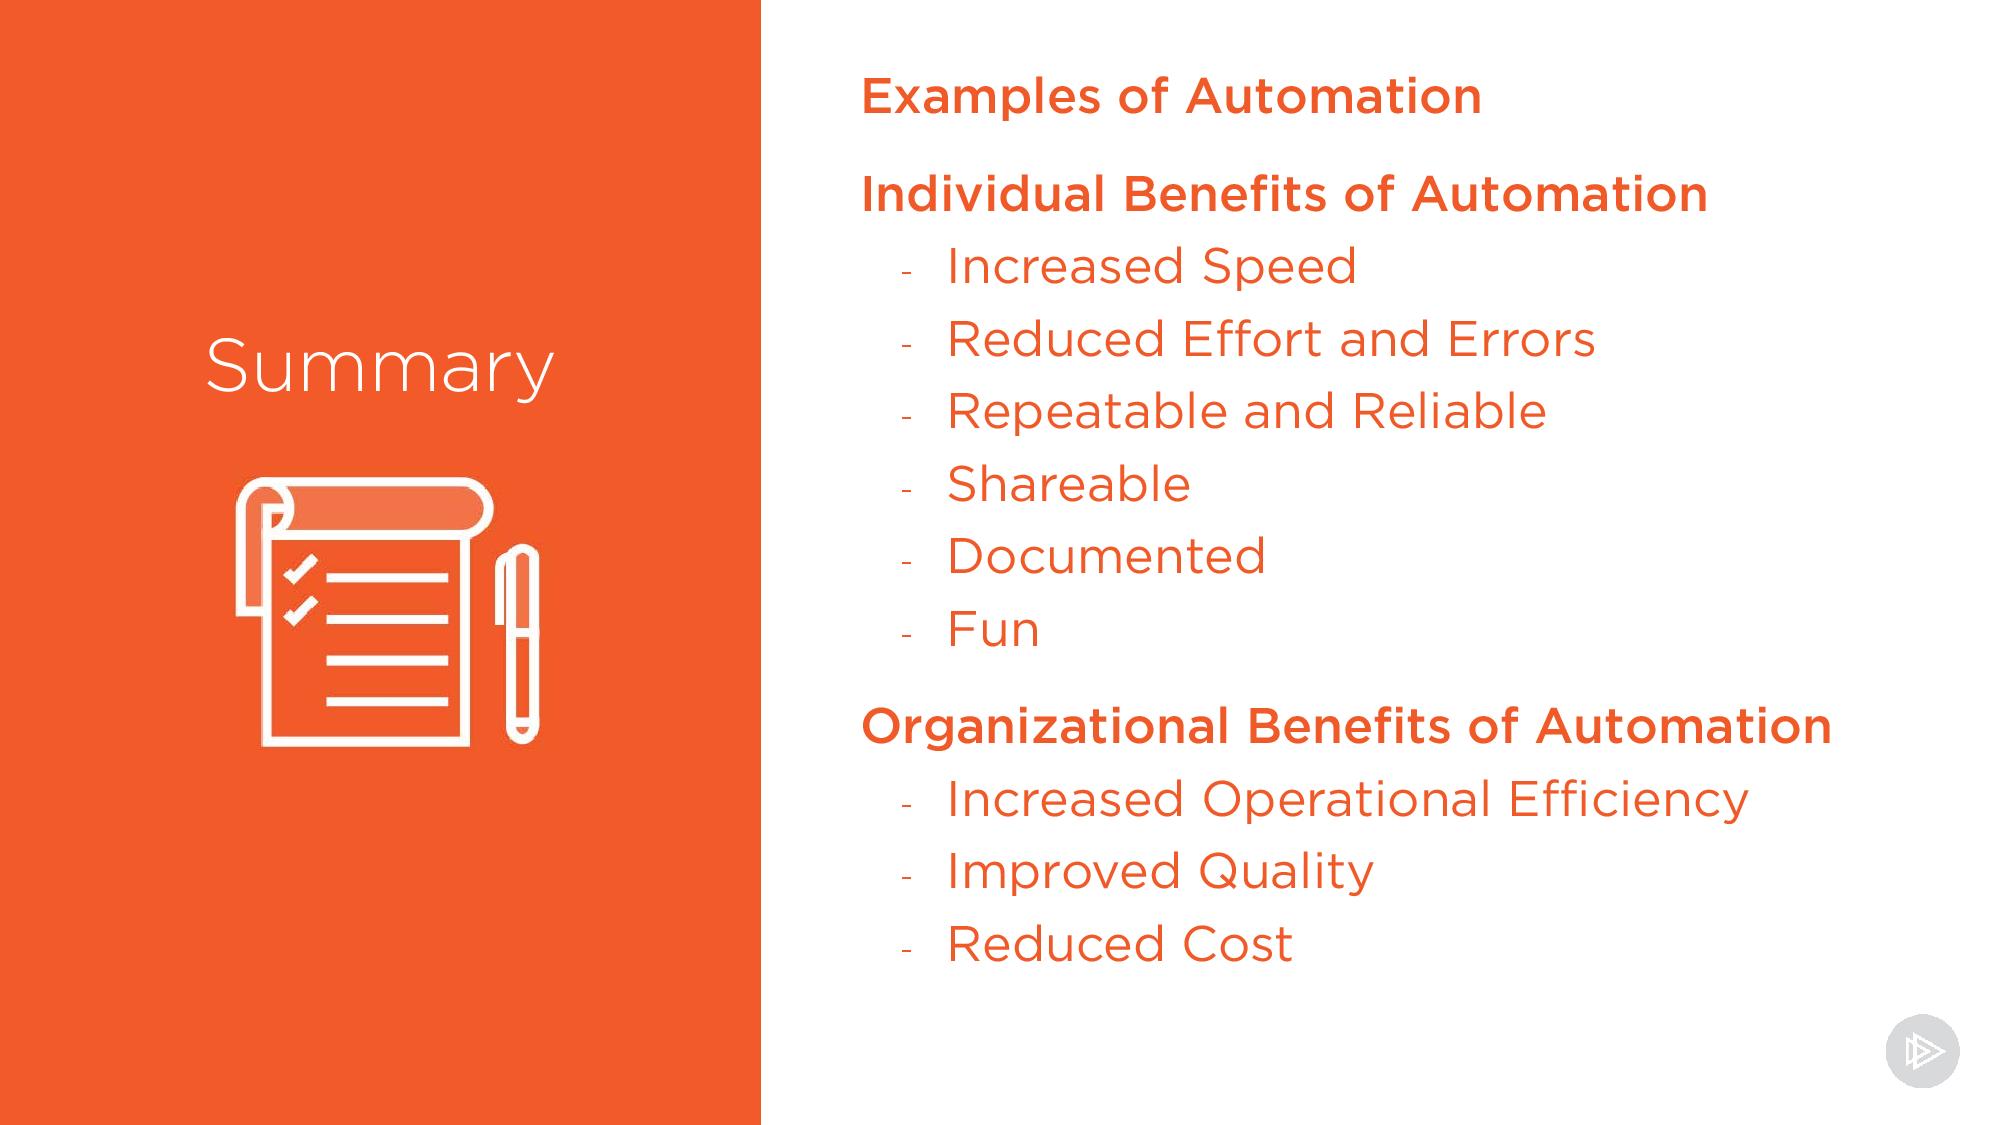 Summary
Examples of Automation
Individual Benefits of Automation
- Increased Speed
- Reduced Effort and Errors
- Repeatable and Reliable
- Shareable
- Documented
- Fun
Organizational Benefits of Automation
- Increased Operational Efficiency
- Improved Quality
- Reduced Cost